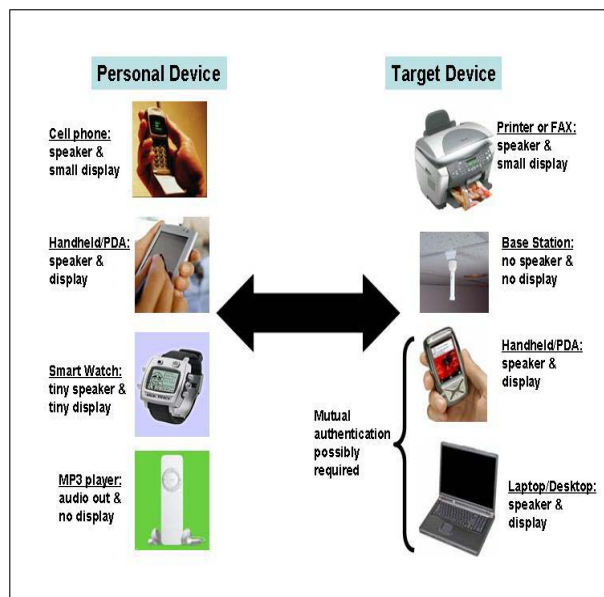 Personal Device
Target Device
Cell phone:
speaker &
small display
Printer or FAX:
speaker &
small display
Handheld/PDA:
speaker &
display
Base Station:
no speaker &
no display
Smart Watch:
tiny speaker &
tiny display
Handheld/PDA:
speaker &
display
Mutual
authentication
possibly
required
MP3 player:
audio out &
no display
Laptop/Desktop:
speaker &
display